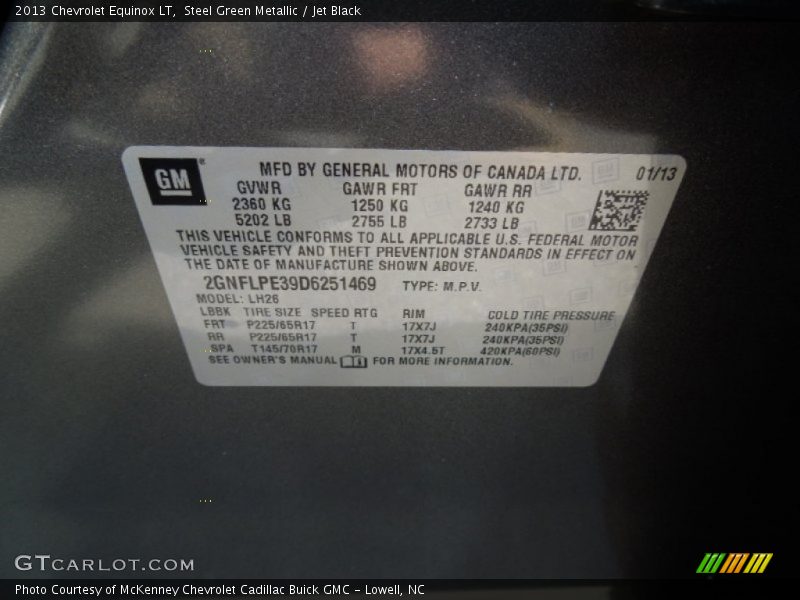 2013 Chevrolet Equinox LT, Steel Green Metallic / Jet Black
GM®
MFD BY GENERAL MOTORS OF CANADA LTD. 01/13
GVWR GAWR FRT GAWR RR
2360 KG 1250 KG 1240 KG
5202 LB 2755 LB 2733 LB
THIS VEHICLE CONFORMS TO ALL APPLICABLE U.S. FEDERAL MOTOR
VEHICLE SAFETY AND THEFT PREVENTION STANDARDS IN EFFECT ON
THE DATE OF MANUFACTURE SHOWN ABOVE.
2GNFLPE39D6251469 TYPE: M.P.V.
MODEL: LH26
LBBK TIRE SIZE SPEED RTG RIM COLD TIRE PRESSURE
FRT P225/65R17 T 17X7J 240KPA(35PSI)
RR P225/65R17 T 17X7J 240KPA(35PSI)
SPA T145/70R17 M 17X4.5T 420KPA(60PSI)
SEE OWNER'S MANUAL FOR MORE INFORMATION.
GTCARLOT.COM
Photo Courtesy of McKenney Chevrolet Cadillac Buick GMC – Lowell, NC